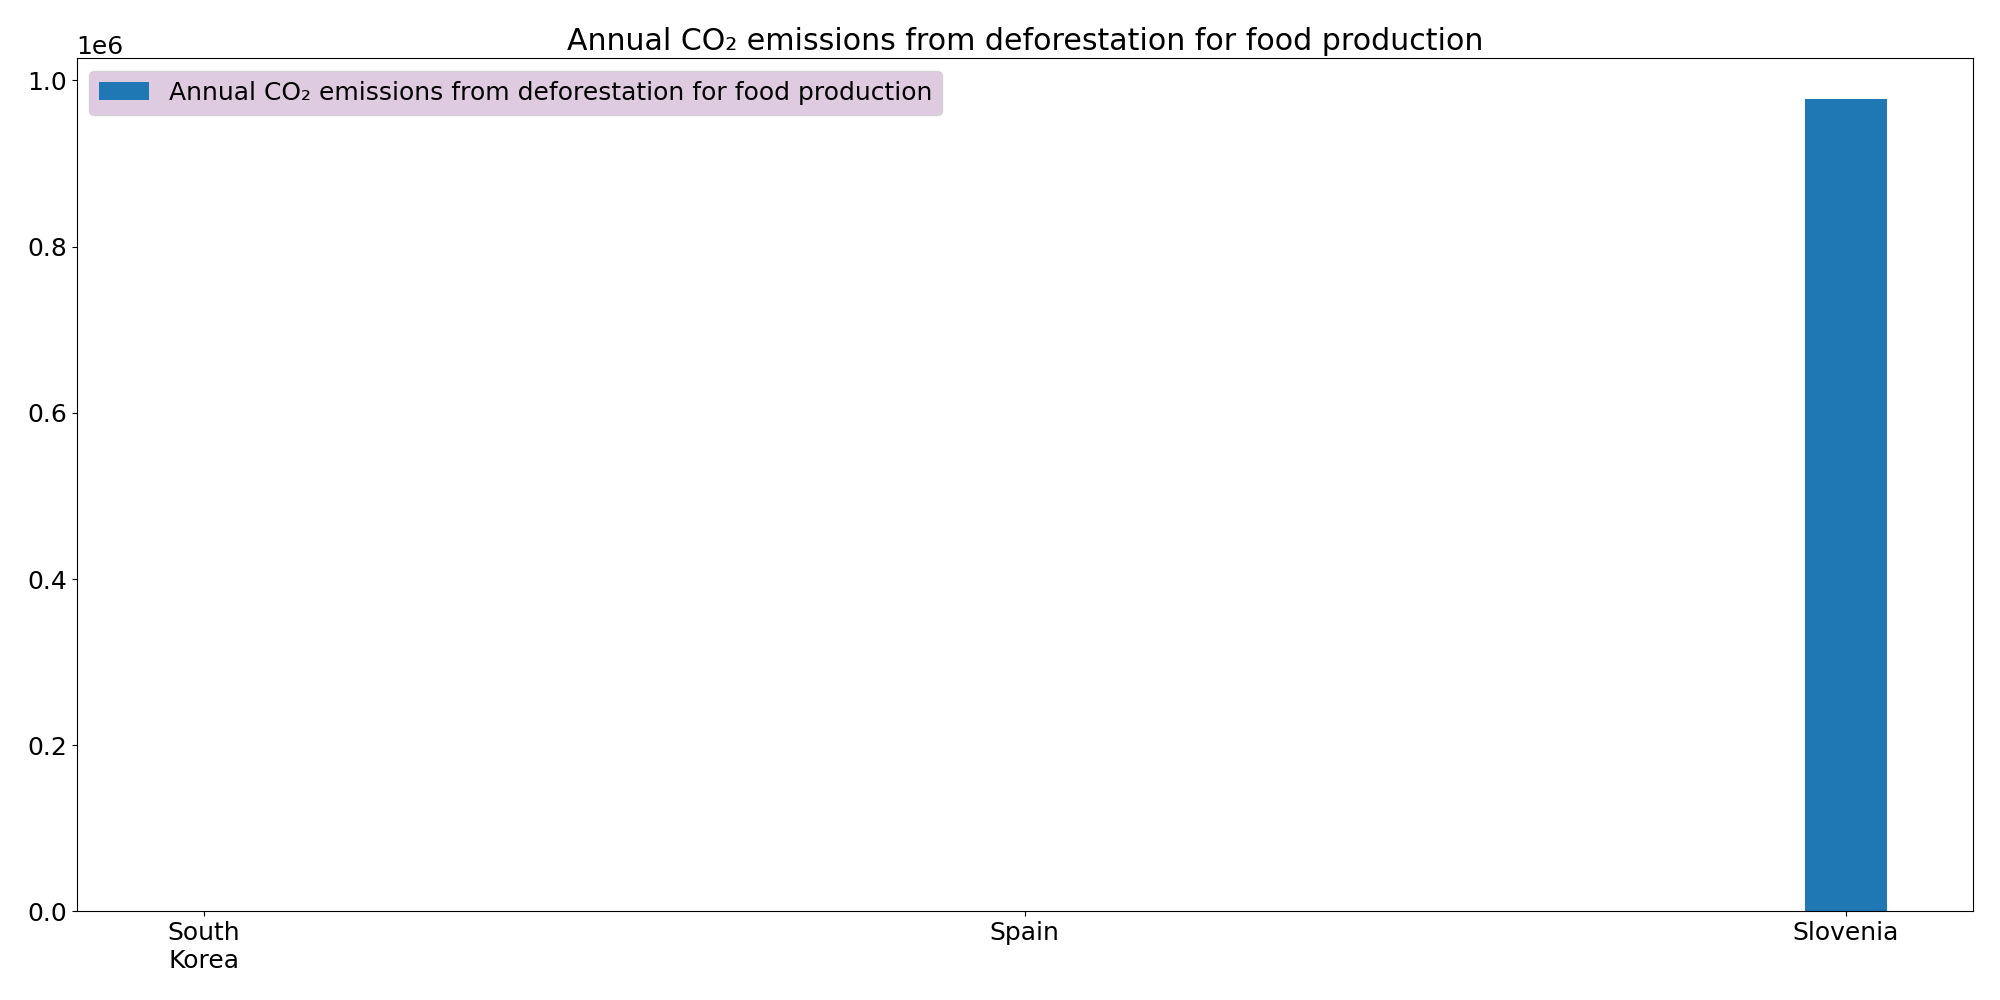 Annual CO₂ emissions from deforestation for food production
1e6
1.0
Annual CO₂ emissions from deforestation for food production
0.8
0.6
0.4
0.2
0.0
South
Korea
Spain
Slovenia